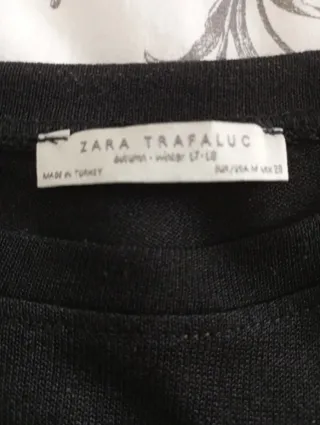 ZARA TRAFALUC
autumn - winter 17-18
MADE IN TURKEY EUR/USA M MEX 28